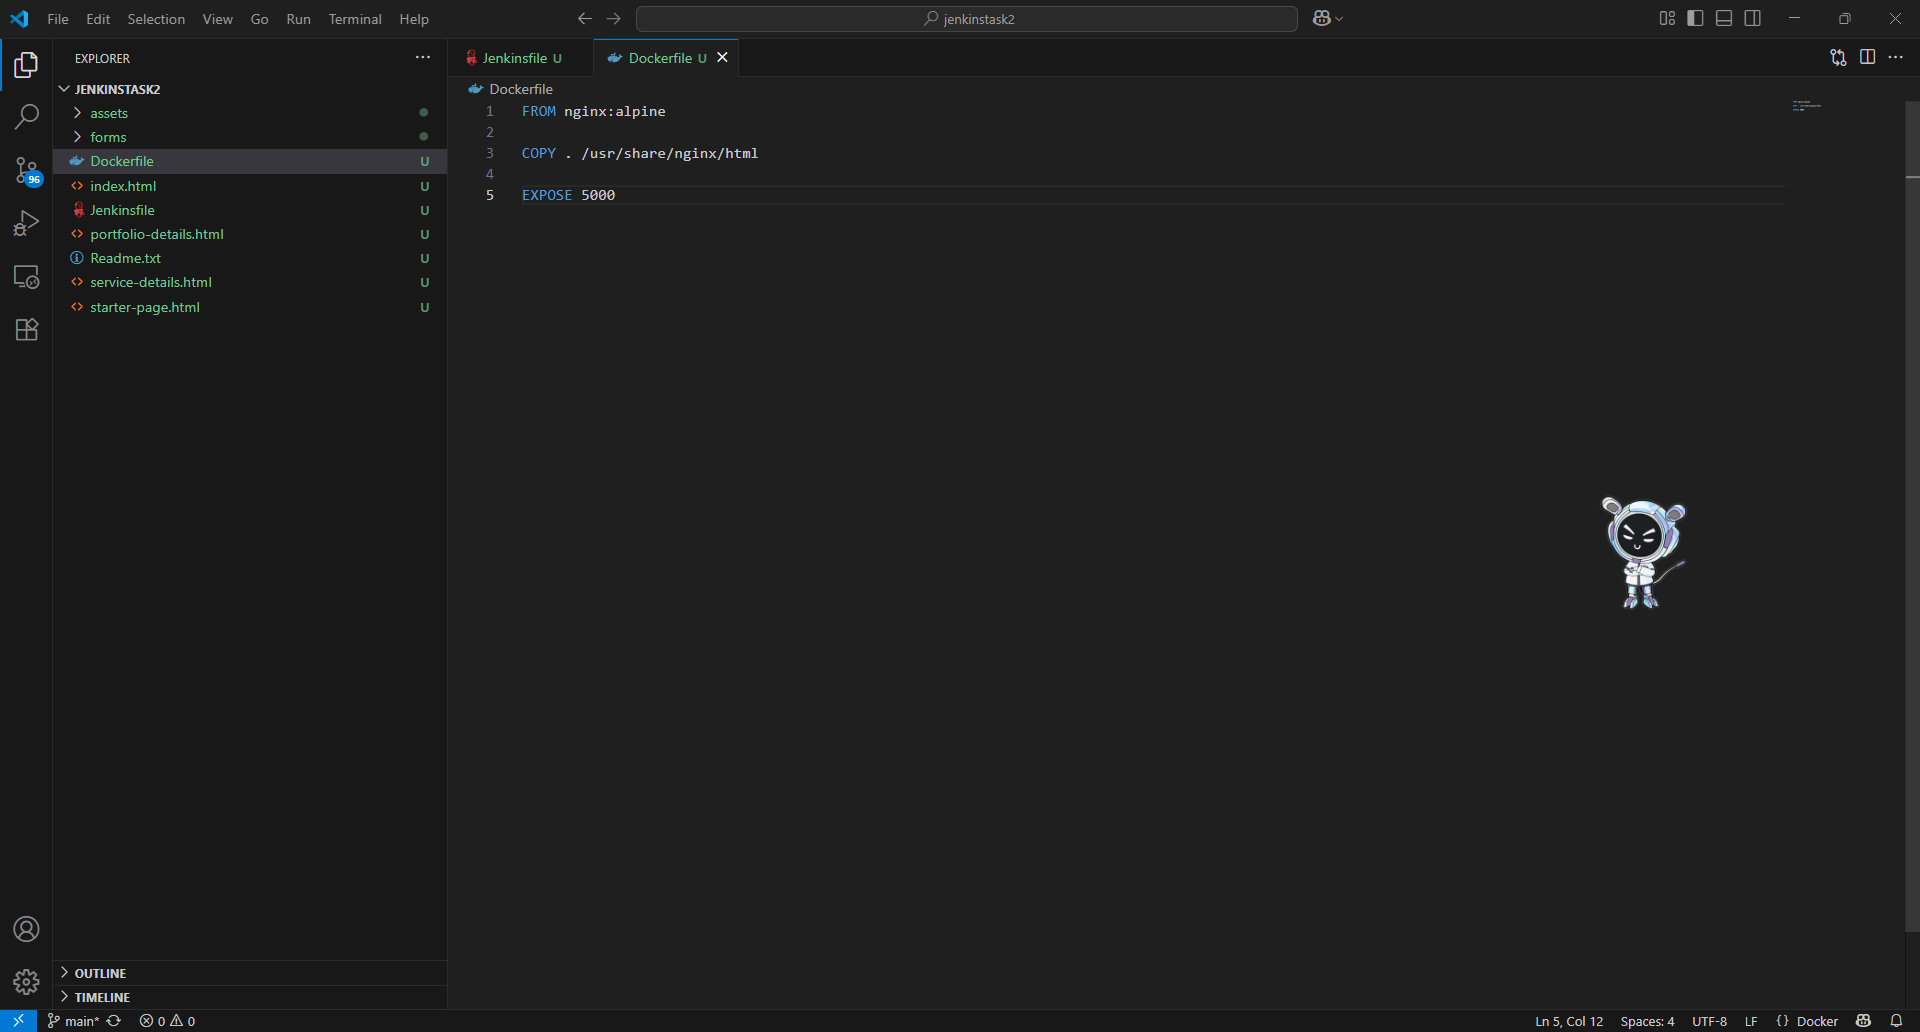 File Edit Selection View Go Run Terminal Help
jenkinstask2
EXPLORER
Jenkinsfile U
Dockerfile U
JENKINSTASK2
assets
forms
Dockerfile U
index.html U
Jenkinsfile U
portfolio-details.html U
Readme.txt U
service-details.html U
starter-page.html U
96
Dockerfile
1 FROM nginx:alpine
2
3 COPY . /usr/share/nginx/html
4
5 EXPOSE 5000
OUTLINE
TIMELINE
main* 0 0
Ln 5, Col 12 Spaces: 4 UTF-8 LF {} Docker